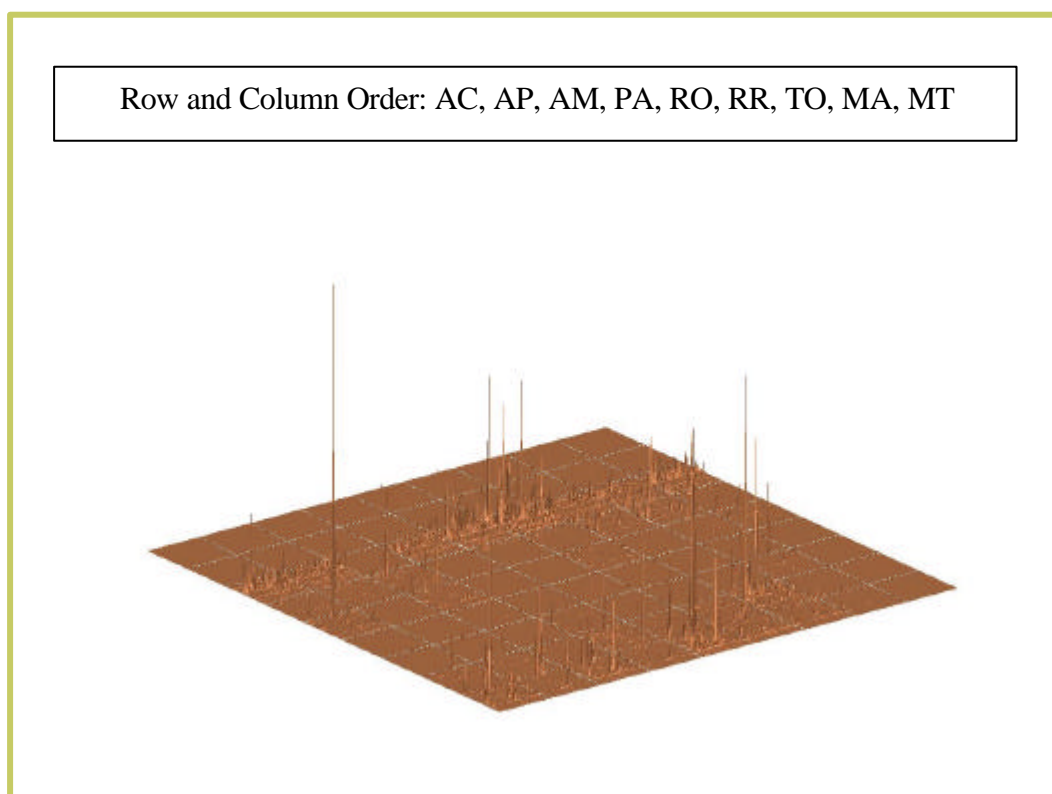 Row and Column Order: AC, AP, AM, PA, RO, RR, TO, MA, MT